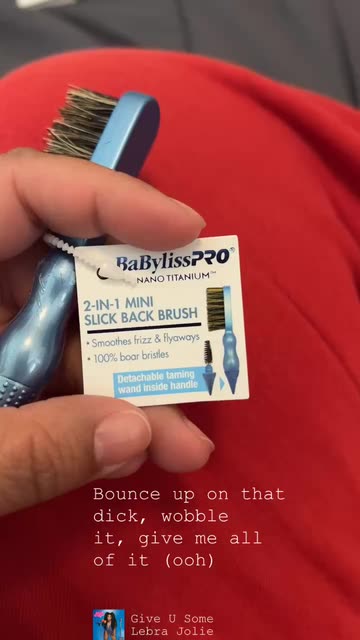 BaBylissPRO®
NANO TITANIUM™
2-IN-1 MINI
SLICK BACK BRUSH
• Smoothes frizz & flyaways
• 100% boar bristles
Detachable taming
wand inside handle
Bounce up on that
dick, wobble
it, give me all
of it (ooh)
Give U Some
Lebra Jolie